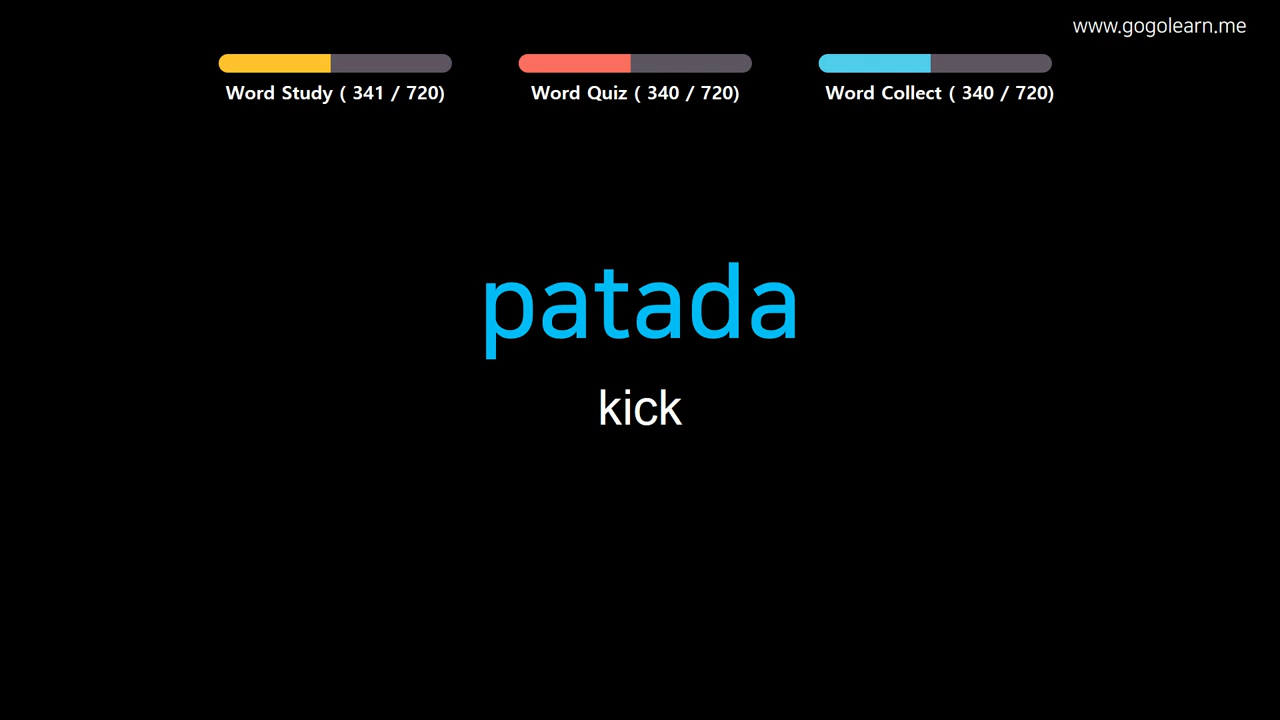 www.gogolearn.me
Word Study ( 341 / 720)
Word Quiz ( 340 / 720)
Word Collect ( 340 / 720)
patada
kick